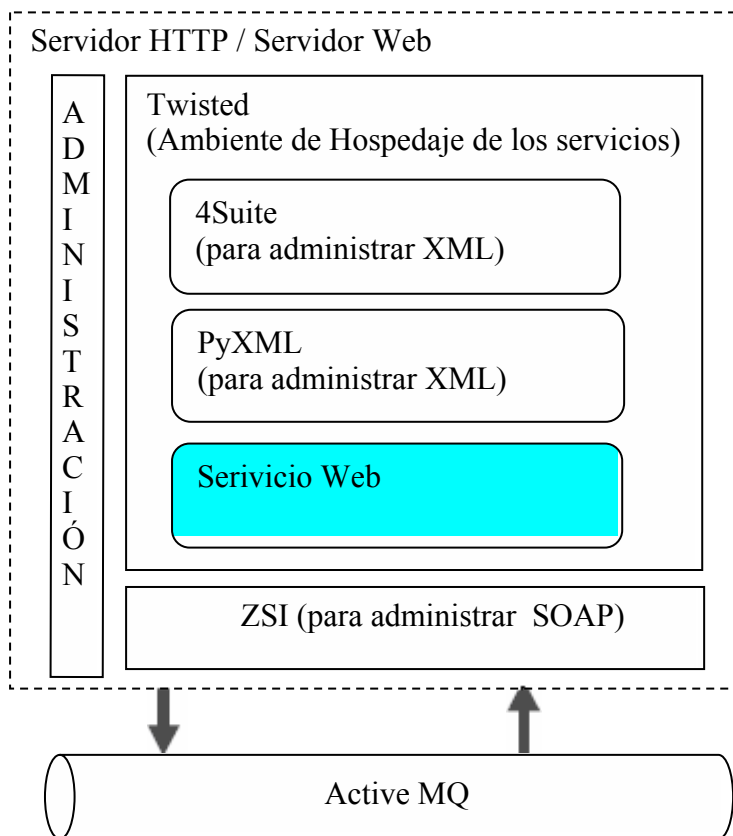 Servidor HTTP / Servidor Web
ADMINISTRACIÓN
Twisted
(Ambiente de Hospedaje de los servicios)
4Suite
(para administrar XML)
PyXML
(para administrar XML)
Serivicio Web
ZSI (para administrar SOAP)
Active MQ